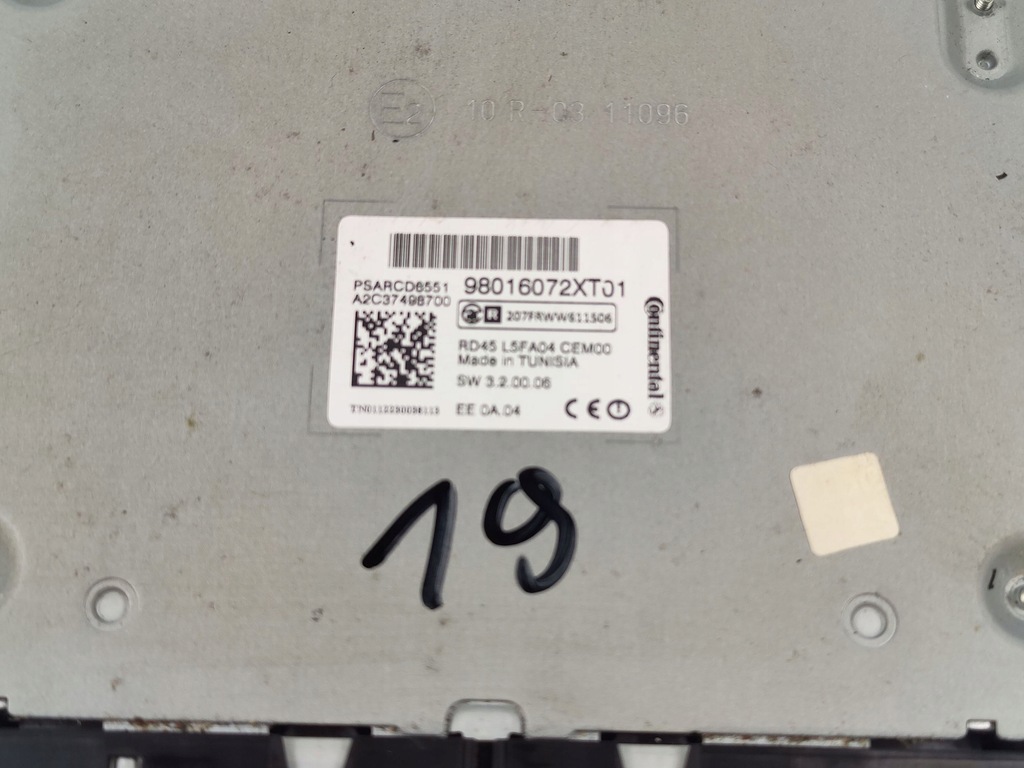 E2 10 R-03 11096
PSARCD6551 98016072XT01
A2C37498700
R 207FRWW611S06
RD45 L5FA04 CEM00
Made in TUNISIA
SW 3.2.00.06
EE 0A.04 CE
Continental
19